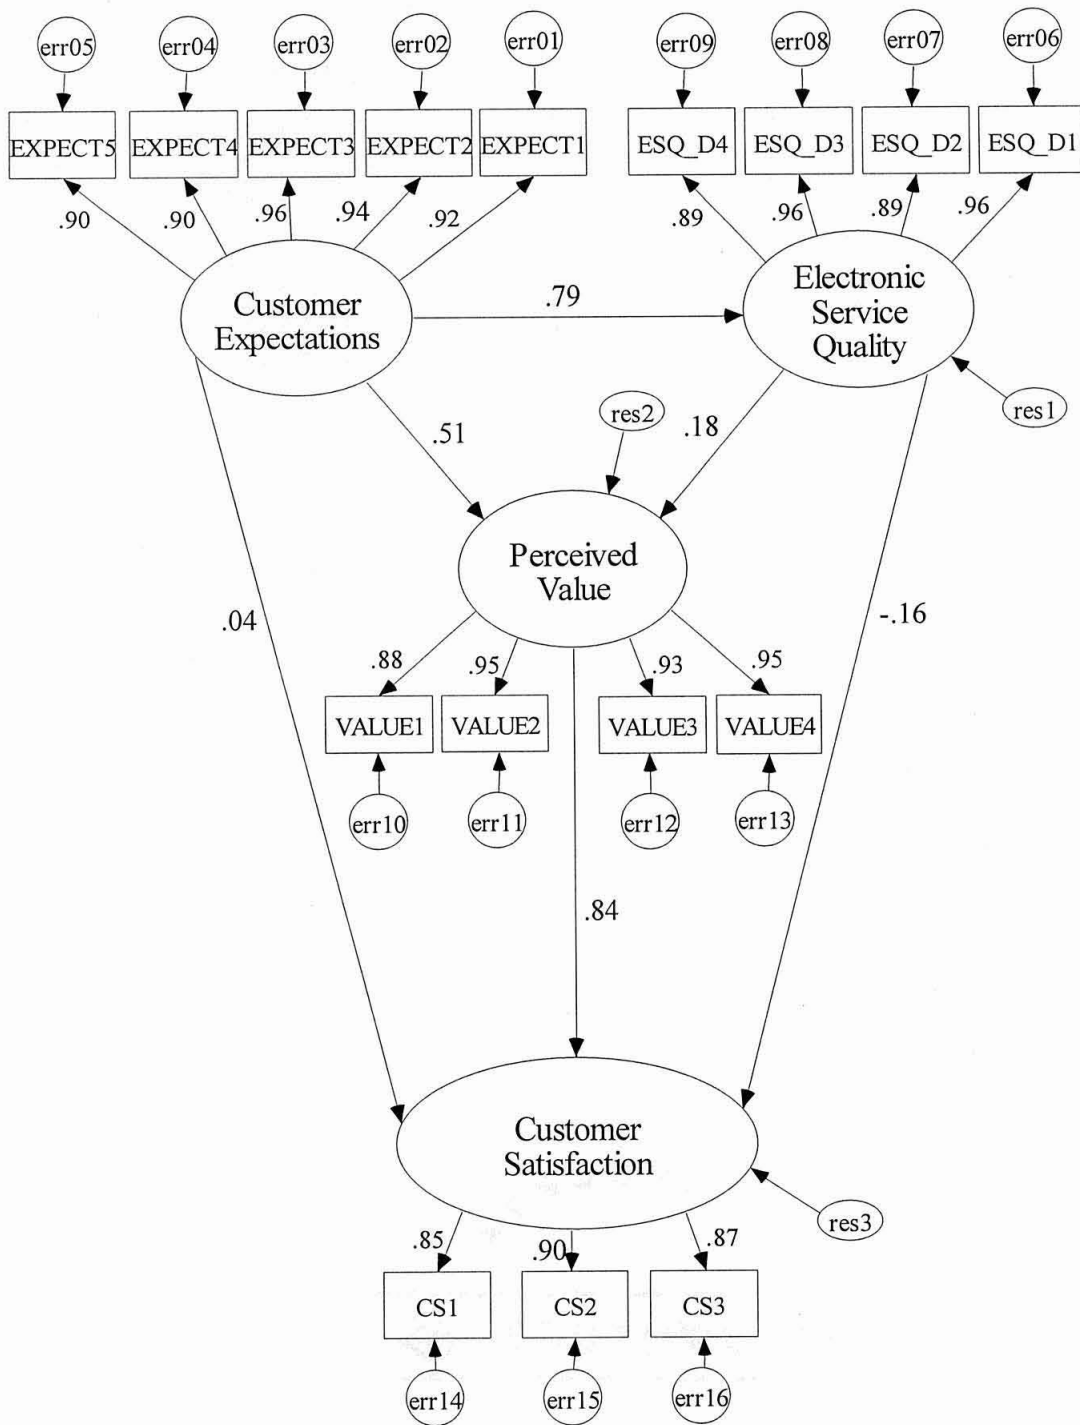 err05 err04 err03 err02 err01 err09 err08 err07 err06
EXPECT5 EXPECT4 EXPECT3 EXPECT2 EXPECT1 ESQ_D4 ESQ_D3 ESQ_D2 ESQ_D1
.90 .90 .96 .94 .92 .89 .96 .89 .96
Customer
Expectations
.79
Electronic
Service
Quality
res2
res1
.51
.18
Perceived
Value
.04
-.16
.88 .95 .93 .95
VALUE1 VALUE2 VALUE3 VALUE4
err10 err11 err12 err13
.84
Customer
Satisfaction
res3
.85 .90 .87
CS1 CS2 CS3
err14 err15 err16